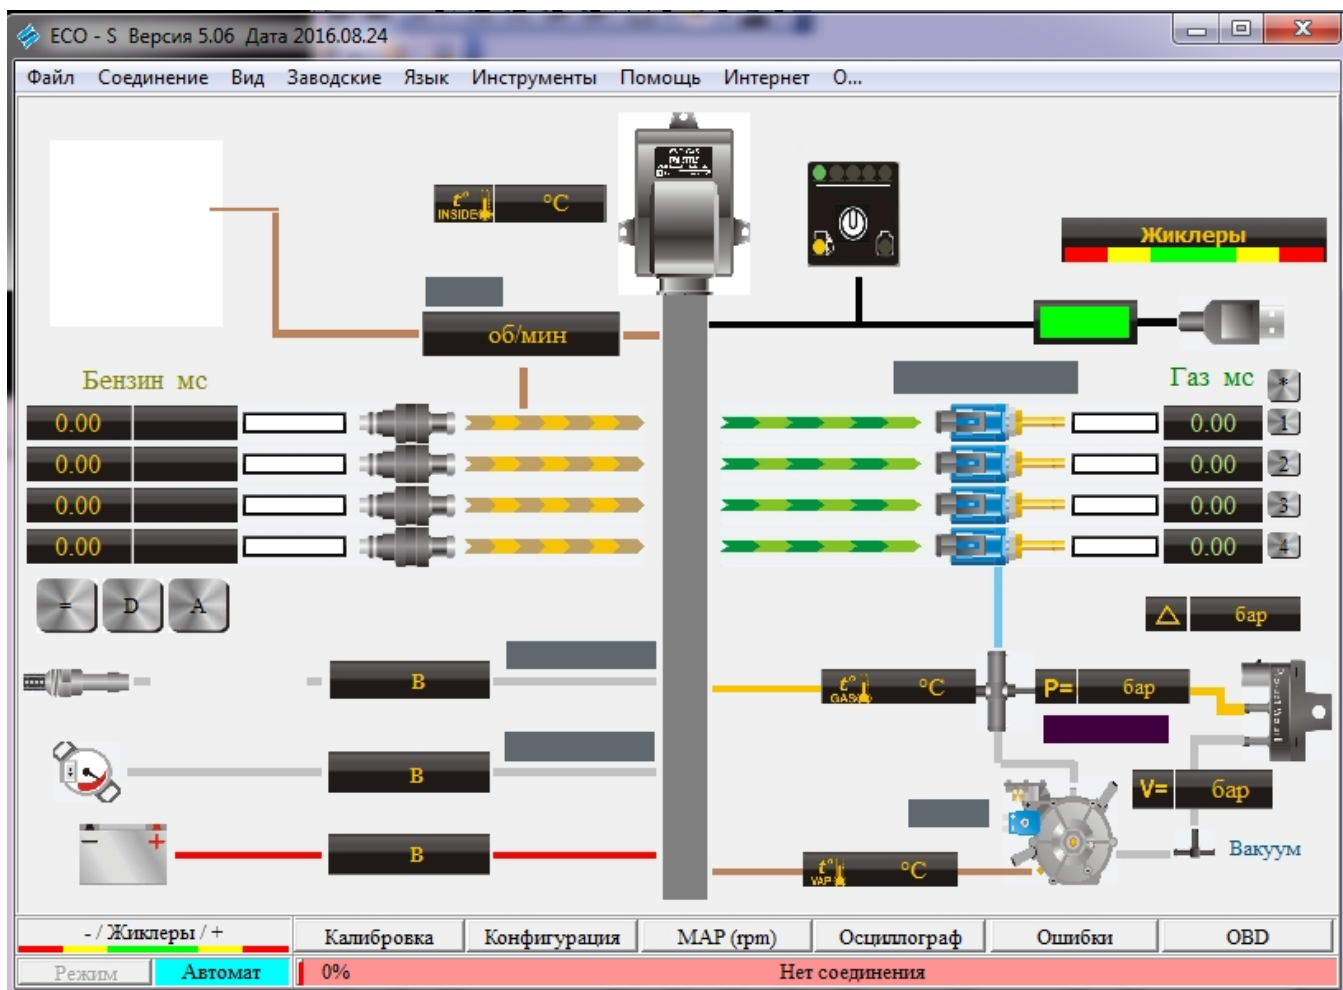 ECO - S Версия 5.06 Дата 2016.08.24
Файл Соединение Вид Заводские Язык Инструменты Помощь Интернет О...
t° INSIDE °C
Жиклеры
об/мин
Бензин мс
Газ мс *
0.00 0.00 1
0.00 0.00 2
0.00 0.00 3
0.00 0.00 4
= D A
△ бар
В
t° GAS °C
P= бар
В
V= бар
Вакуум
- +
В
t° VAP °C
- / Жиклеры / +
Калибровка Конфигурация MAP (rpm) Осциллограф Ошибки OBD
Режим Автомат 0% Нет соединения